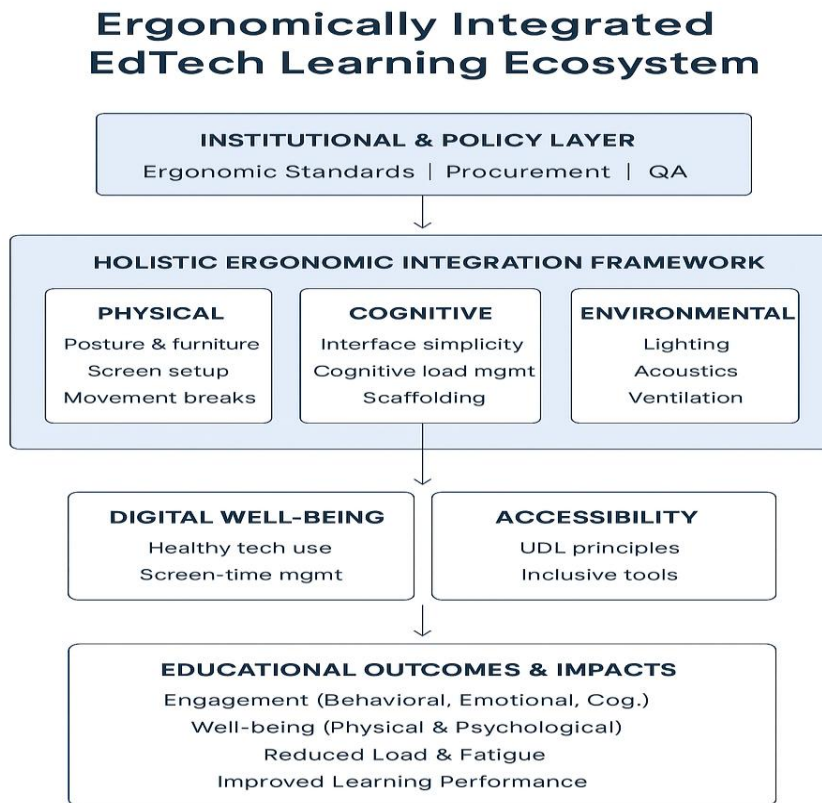 Ergonomically Integrated
EdTech Learning Ecosystem
INSTITUTIONAL & POLICY LAYER
Ergonomic Standards | Procurement | QA
HOLISTIC ERGONOMIC INTEGRATION FRAMEWORK
PHYSICAL
Posture & furniture
Screen setup
Movement breaks
COGNITIVE
Interface simplicity
Cognitive load mgmt
Scaffolding
ENVIRONMENTAL
Lighting
Acoustics
Ventilation
DIGITAL WELL-BEING
Healthy tech use
Screen-time mgmt
ACCESSIBILITY
UDL principles
Inclusive tools
EDUCATIONAL OUTCOMES & IMPACTS
Engagement (Behavioral, Emotional, Cog.)
Well-being (Physical & Psychological)
Reduced Load & Fatigue
Improved Learning Performance